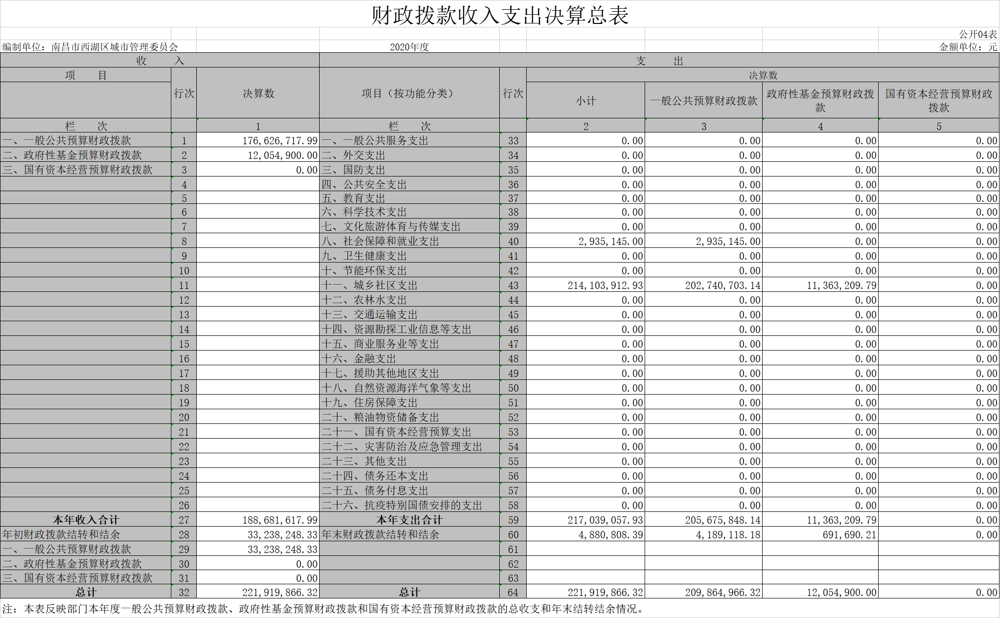 财政拨款收入支出决算总表
公开04表
编制单位：南昌市西湖区城市管理委员会 2020年度 金额单位：元
收 入 支 出
项 目 行次 决算数 项目（按功能分类） 行次 决算数
小计 一般公共预算财政拨款 政府性基金预算财政拨款 国有资本经营预算财政拨款
栏 次 1 栏 次 2 3 4 5
一、一般公共预算财政拨款 1 176,626,717.99 一、一般公共服务支出 33 0.00 0.00 0.00 0.00
二、政府性基金预算财政拨款 2 12,054,900.00 二、外交支出 34 0.00 0.00 0.00 0.00
三、国有资本经营预算财政拨款 3 0.00 三、国防支出 35 0.00 0.00 0.00 0.00
4 四、公共安全支出 36 0.00 0.00 0.00 0.00
5 五、教育支出 37 0.00 0.00 0.00 0.00
6 六、科学技术支出 38 0.00 0.00 0.00 0.00
7 七、文化旅游体育与传媒支出 39 0.00 0.00 0.00 0.00
8 八、社会保障和就业支出 40 2,935,145.00 2,935,145.00 0.00 0.00
9 九、卫生健康支出 41 0.00 0.00 0.00 0.00
10 十、节能环保支出 42 0.00 0.00 0.00 0.00
11 十一、城乡社区支出 43 214,103,912.93 202,740,703.14 11,363,209.79 0.00
12 十二、农林水支出 44 0.00 0.00 0.00 0.00
13 十三、交通运输支出 45 0.00 0.00 0.00 0.00
14 十四、资源勘探工业信息等支出 46 0.00 0.00 0.00 0.00
15 十五、商业服务业等支出 47 0.00 0.00 0.00 0.00
16 十六、金融支出 48 0.00 0.00 0.00 0.00
17 十七、援助其他地区支出 49 0.00 0.00 0.00 0.00
18 十八、自然资源海洋气象等支出 50 0.00 0.00 0.00 0.00
19 十九、住房保障支出 51 0.00 0.00 0.00 0.00
20 二十、粮油物资储备支出 52 0.00 0.00 0.00 0.00
21 二十一、国有资本经营预算支出 53 0.00 0.00 0.00 0.00
22 二十二、灾害防治及应急管理支出 54 0.00 0.00 0.00 0.00
23 二十三、其他支出 55 0.00 0.00 0.00 0.00
24 二十四、债务还本支出 56 0.00 0.00 0.00 0.00
25 二十五、债务付息支出 57 0.00 0.00 0.00 0.00
26 二十六、抗疫特别国债安排的支出 58 0.00 0.00 0.00 0.00
本年收入合计 27 188,681,617.99 本年支出合计 59 217,039,057.93 205,675,848.14 11,363,209.79 0.00
年初财政拨款结转和结余 28 33,238,248.33 年末财政拨款结转和结余 60 4,880,808.39 4,189,118.18 691,690.21 0.00
一、一般公共预算财政拨款 29 33,238,248.33 61
二、政府性基金预算财政拨款 30 0.00 62
三、国有资本经营预算财政拨款 31 0.00 63
总计 32 221,919,866.32 总计 64 221,919,866.32 209,864,966.32 12,054,900.00 0.00
注：本表反映部门本年度一般公共预算财政拨款、政府性基金预算财政拨款和国有资本经营预算财政拨款的总收支和年末结转结余情况。